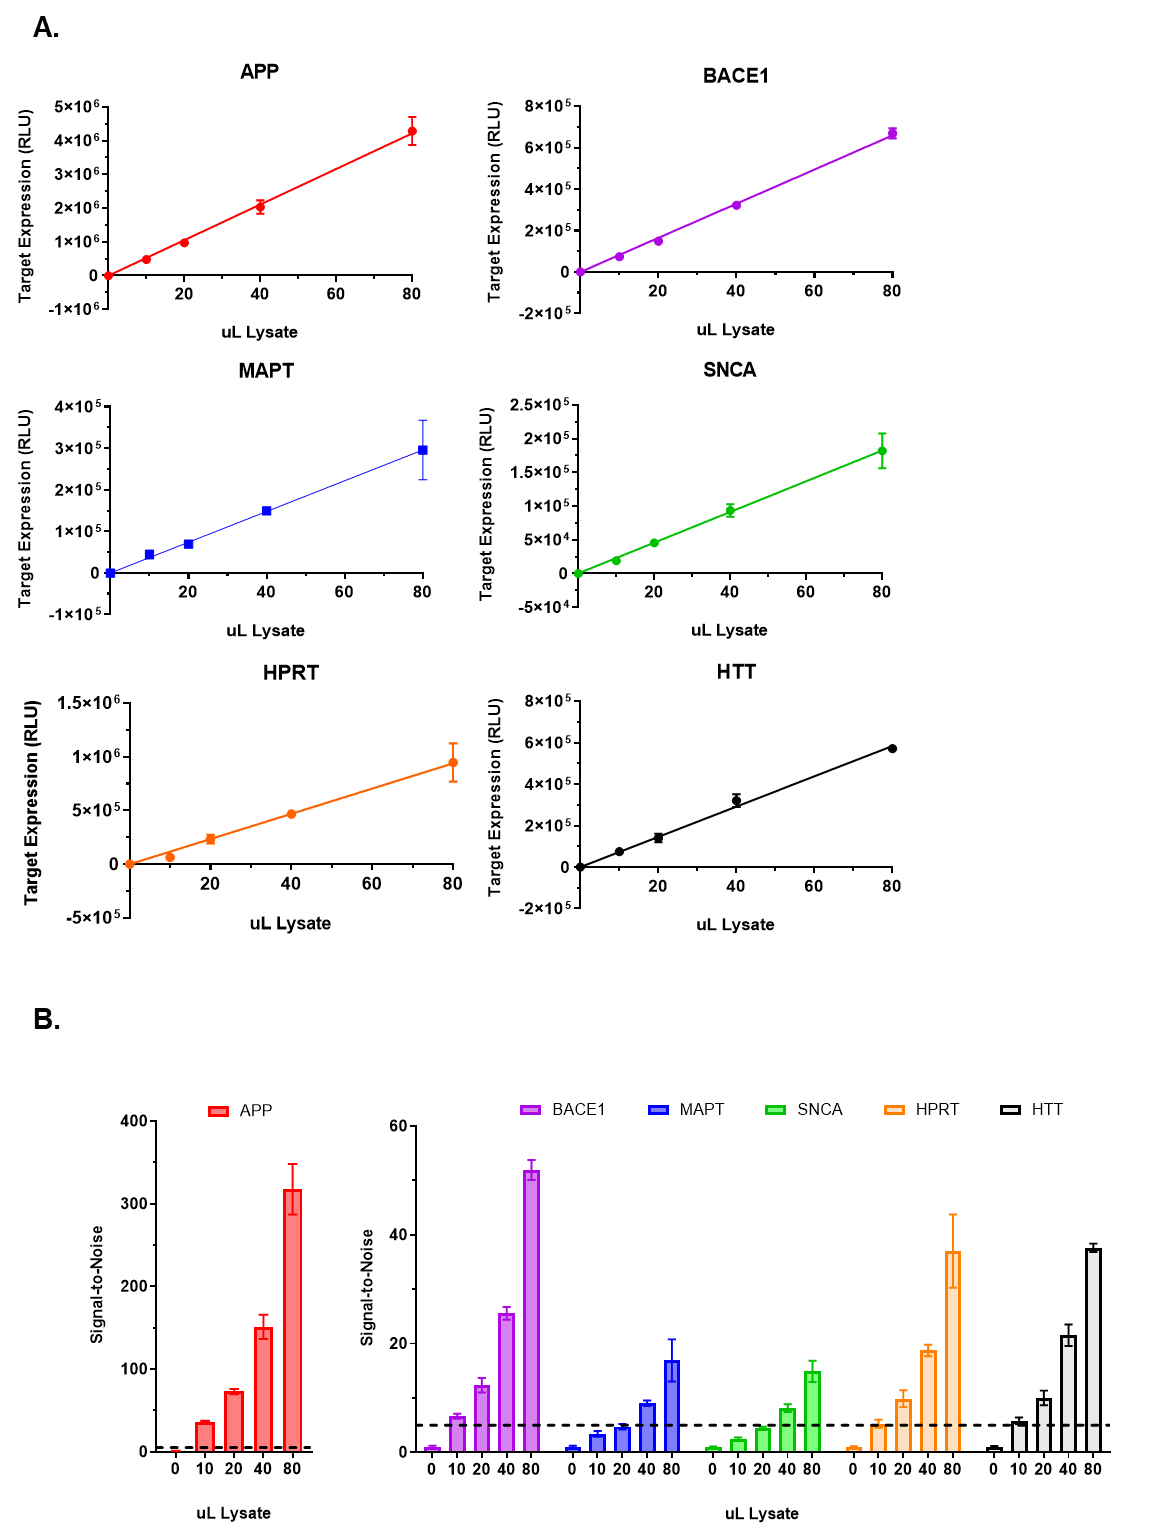 A.
APP
Target Expression (RLU)
5×10⁶
4×10⁶
3×10⁶
2×10⁶
1×10⁶
0
-1×10⁶
20 40 60 80
uL Lysate
BACE1
Target Expression (RLU)
8×10⁵
6×10⁵
4×10⁵
2×10⁵
0
-2×10⁵
20 40 60 80
uL Lysate
MAPT
Target Expression (RLU)
4×10⁵
3×10⁵
2×10⁵
1×10⁵
0
-1×10⁵
20 40 60 80
uL Lysate
SNCA
Target Expression (RLU)
2.5×10⁵
2×10⁵
1.5×10⁵
1×10⁵
5×10⁴
0
-5×10⁴
20 40 60 80
uL Lysate
HPRT
Target Expression (RLU)
1.5×10⁶
1×10⁶
5×10⁵
0
-5×10⁵
20 40 60 80
uL Lysate
HTT
Target Expression (RLU)
8×10⁵
6×10⁵
4×10⁵
2×10⁵
0
-2×10⁵
20 40 60 80
uL Lysate
B.
APP
Signal-to-Noise
400
300
200
100
0
0 10 20 40 80
uL Lysate
BACE1 MAPT SNCA HPRT HTT
Signal-to-Noise
60
40
20
0
0 10 20 40 80 0 10 20 40 80 0 10 20 40 80 0 10 20 40 80 0 10 20 40 80
uL Lysate